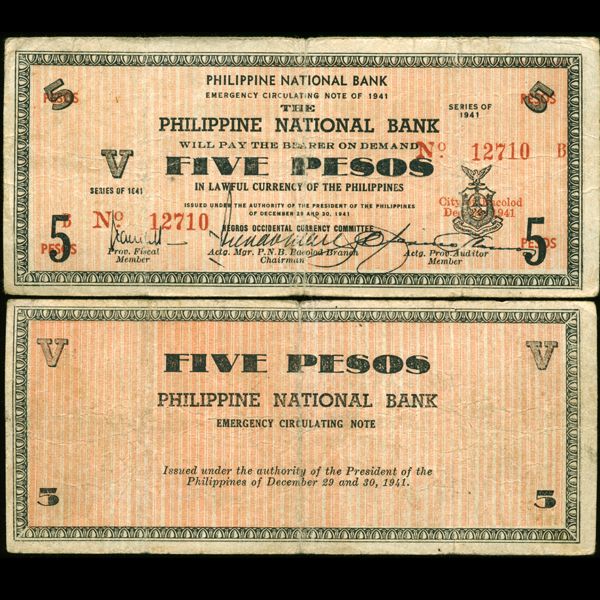 5 PESOS
PHILIPPINE NATIONAL BANK
EMERGENCY CIRCULATING NOTE OF 1941
5 PESOS
THE
SERIES OF
1941
PHILIPPINE NATIONAL BANK
WILL PAY THE BEARER ON DEMAND
V
FIVE PESOS
No 12710 B
SERIES OF 1641
IN LAWFUL CURRENCY OF THE PHILIPPINES
ISSUED UNDER THE AUTHORITY OF THE PRESIDENT OF THE PHILIPPINES
OF DECEMBER 29 AND 30, 1941
City of Bacolod
1941
B No 12710
NEGROS OCCIDENTAL CURRENCY COMMITTEE
5 PESOS
5 PESOS
Prov. Fiscal
Member
Actg. Mgr. P.N.B. Bacolod Branch
Chairman
Actg. Prov. Auditor
Member
V
FIVE PESOS
V
PHILIPPINE NATIONAL BANK
EMERGENCY CIRCULATING NOTE
Issued under the authority of the President of the
Philippines of December 29 and 30, 1941.
5
5